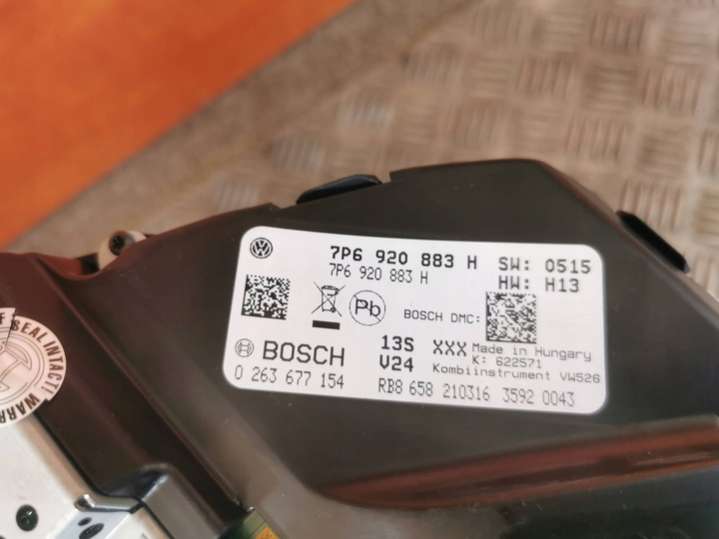 7P6 920 883 H SW: 0515
7P6 920 883 H HW: H13
Pb
BOSCH DMC:
BOSCH 13S XXX Made in Hungary
V24 K: 622571
Kombiinstrument VW526
0 263 677 154 RB8 658 210316 3592 0043
SEAL INTACT